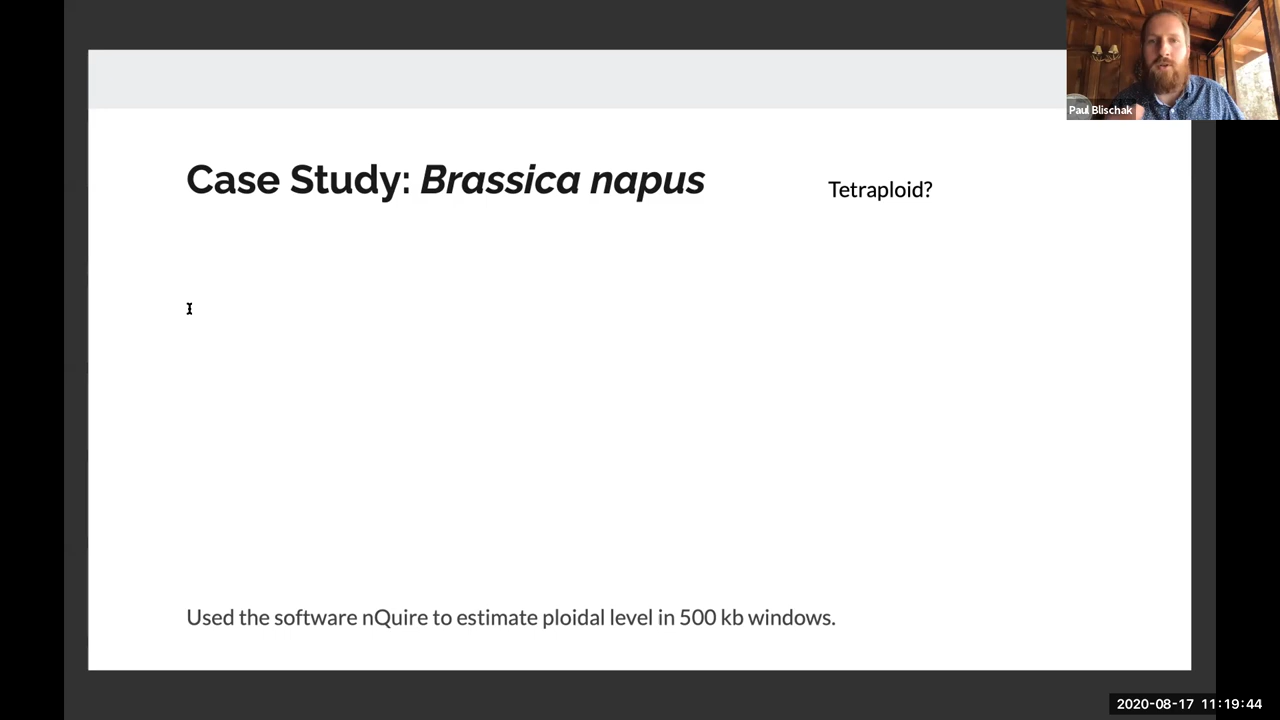 Paul Blischak
Case Study: Brassica napus
Tetraploid?
Used the software nQuire to estimate ploidal level in 500 kb windows.
2020-08-17 11:19:44